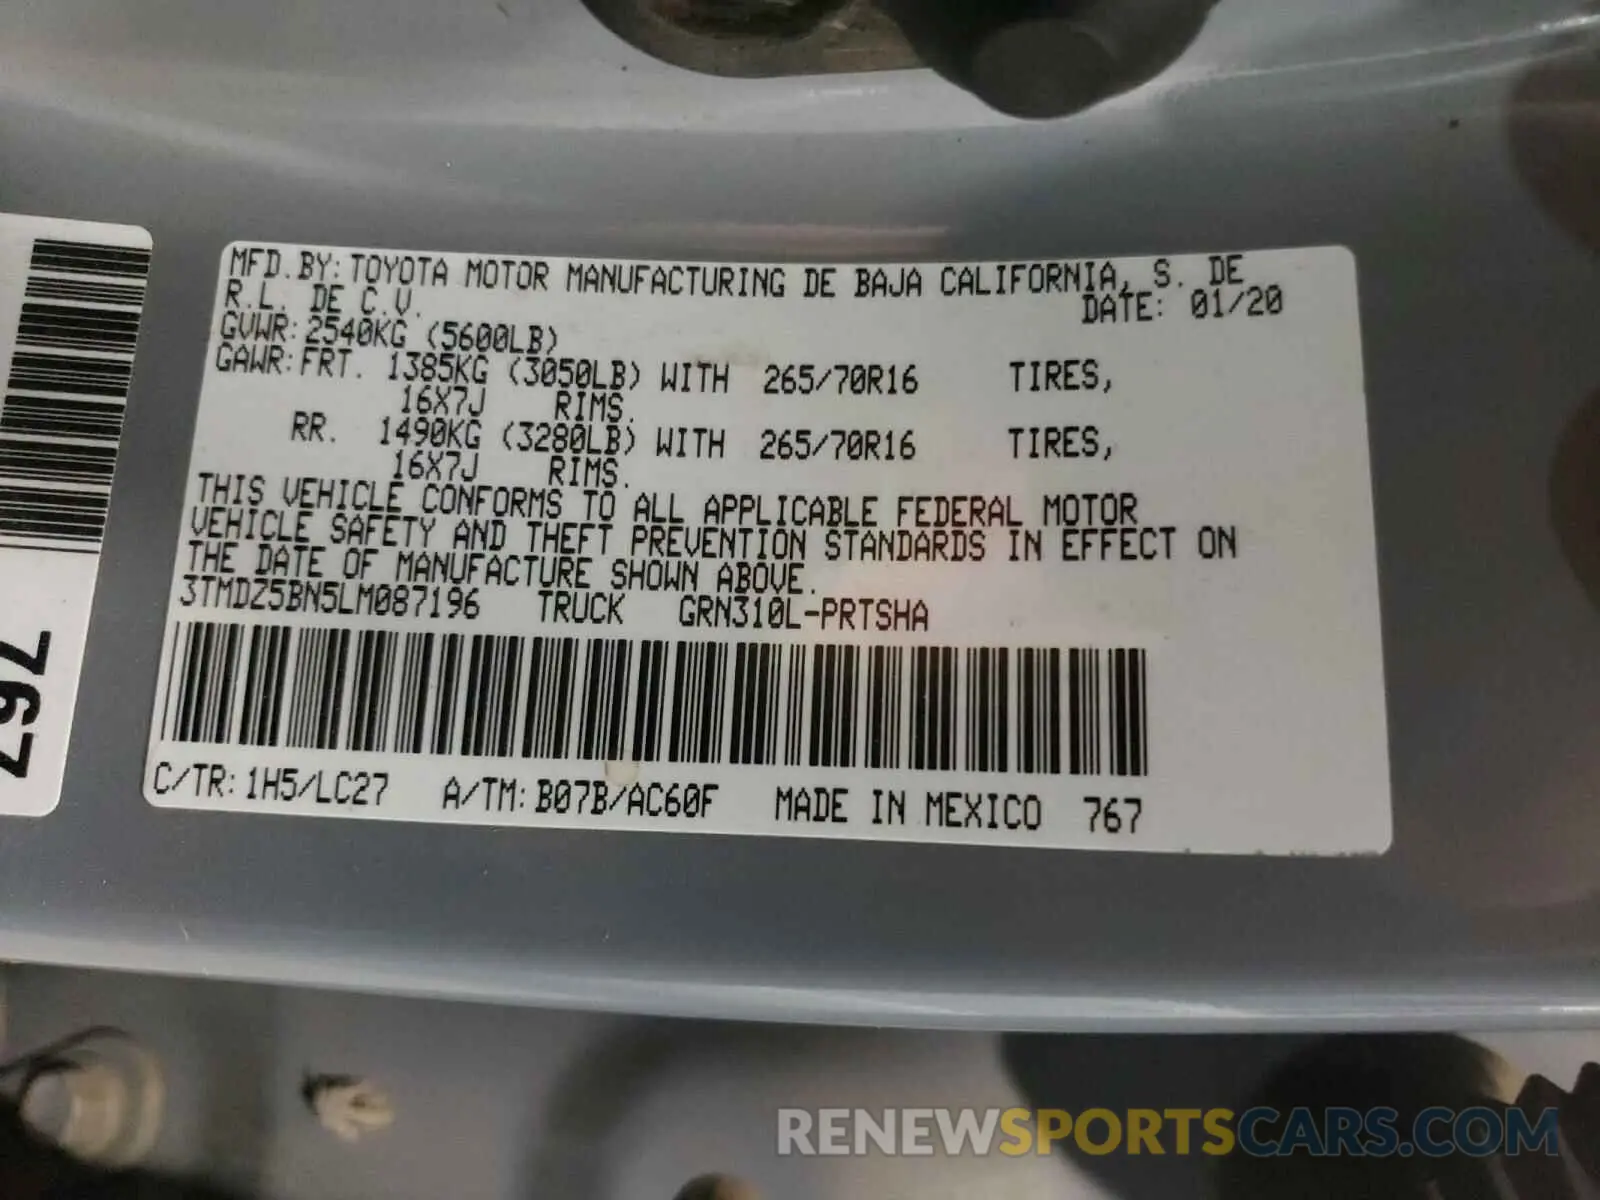 MFD.BY: TOYOTA MOTOR MANUFACTURING DE BAJA CALIFORNIA, S. DE
R.L. DE C.V.
DATE: 01/20
GVWR: 2540KG (5600LB)
GAWR: FRT. 1385KG (3050LB) WITH 265/70R16 TIRES,
16X7J RIMS.
RR. 1490KG (3280LB) WITH 265/70R16 TIRES,
16X7J RIMS.
THIS VEHICLE CONFORMS TO ALL APPLICABLE FEDERAL MOTOR
VEHICLE SAFETY AND THEFT PREVENTION STANDARDS IN EFFECT ON
THE DATE OF MANUFACTURE SHOWN ABOVE.
3TMDZ5BN5LM087196 TRUCK GRN310L-PRTSHA
C/TR: 1H5/LC27 A/TM: B07B/AC60F MADE IN MEXICO 767
767
RENEWSPORTSCARS.COM